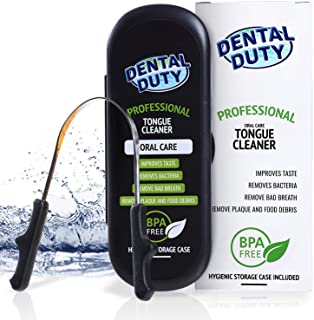 DENTAL
DUTY
PROFESSIONAL
TONGUE
CLEANER
ORAL CARE
IMPROVES TASTE
REMOVES BACTERIA
REMOVE BAD BREATH
REMOVE PLAQUE AND FOOD DEBRIS
BPA
FREE
HYGIENIC STORAGE CASE
DENTAL
DUTY
PROFESSIONAL
ORAL CARE
TONGUE
CLEANER
IMPROVES TASTE
REMOVES BACTERIA
REMOVE BAD BREATH
REMOVE PLAQUE AND FOOD DEBRIS
BPA
FREE
HYGIENIC STORAGE CASE INCLUDED